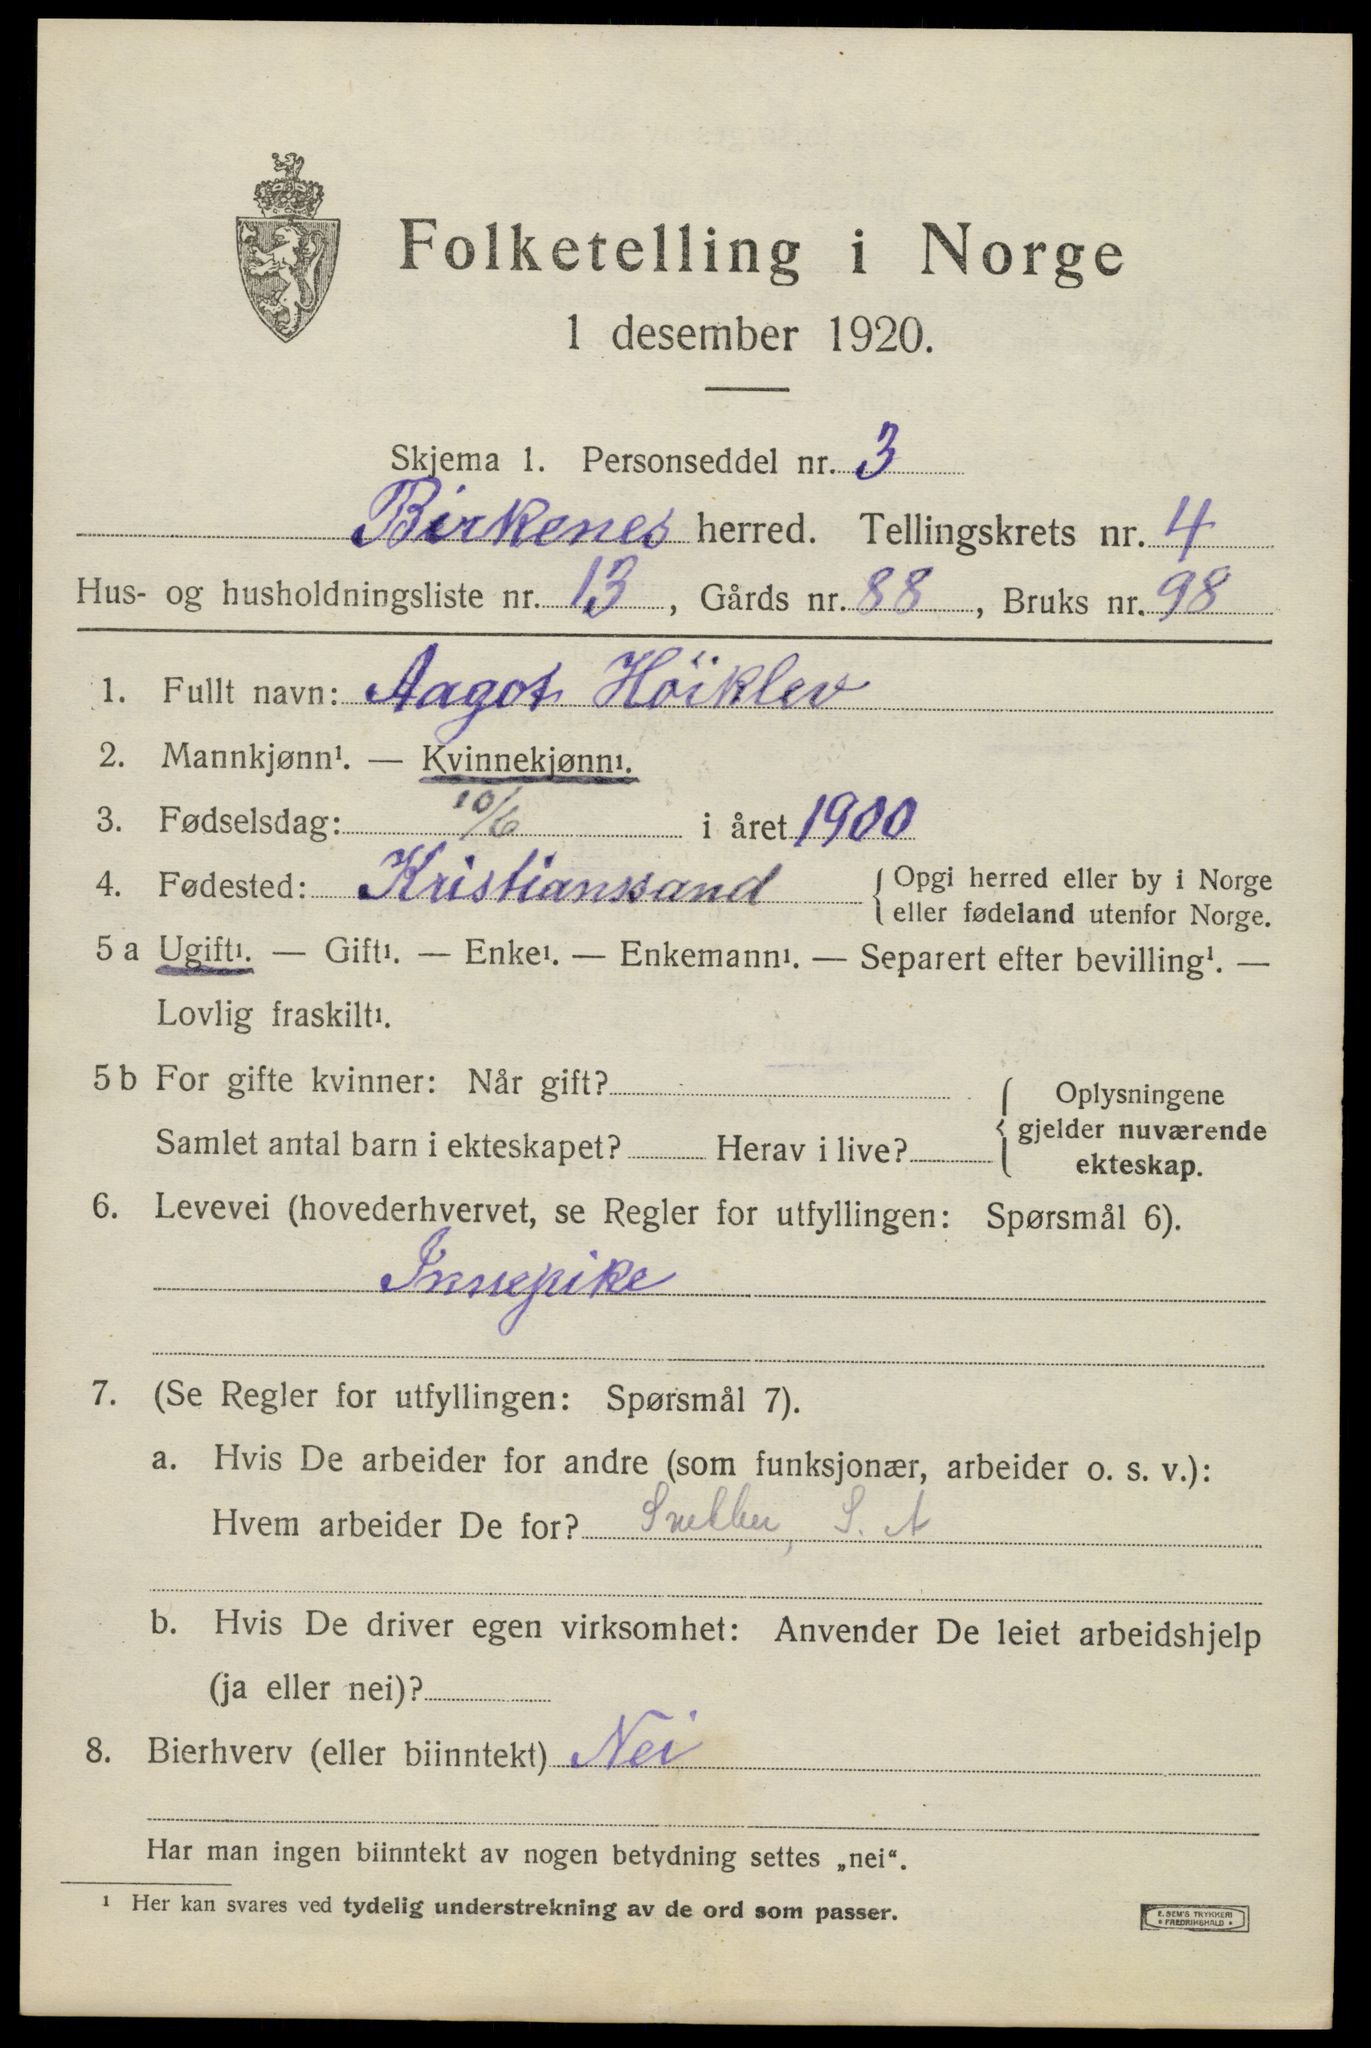 Folketelling i Norge
1 desember 1920.
Skjema 1. Personseddel nr. 3
Birkenes herred. Tellingskrets nr. 4
Hus- og husholdningsliste nr. 13, Gårds nr. 88, Bruks nr. 98
1. Fullt navn: Aagot Höiklev
2. Mannkjønn¹. — Kvinnekjønn¹.
3. Fødselsdag: 10/6 i året 1900
4. Fødested: Kristianssand { Opgi herred eller by i Norge
eller fødeland utenfor Norge.
5 a Ugift¹. — Gift¹. — Enke¹. — Enkemann¹. — Separert efter bevilling¹. —
Lovlig fraskilt¹.
5 b For gifte kvinner: Når gift?
Samlet antal barn i ekteskapet? Herav i live?
{ Oplysningene
gjelder nuværende
ekteskap.
6. Levevei (hovederhvervet, se Regler for utfyllingen: Spørsmål 6).
Innepike
7. (Se Regler for utfyllingen: Spørsmål 7).
a. Hvis De arbeider for andre (som funksjonær, arbeider o. s. v.):
Hvem arbeider De for? S. A
b. Hvis De driver egen virksomhet: Anvender De leiet arbeidshjelp
(ja eller nei)?
8. Bierhverv (eller biinntekt) Nei
Har man ingen biinntekt av nogen betydning settes „nei“.
¹ Her kan svares ved tydelig understrekning av de ord som passer.
E. SEM'S TRYKKERI
• FREDRIKSHALD •